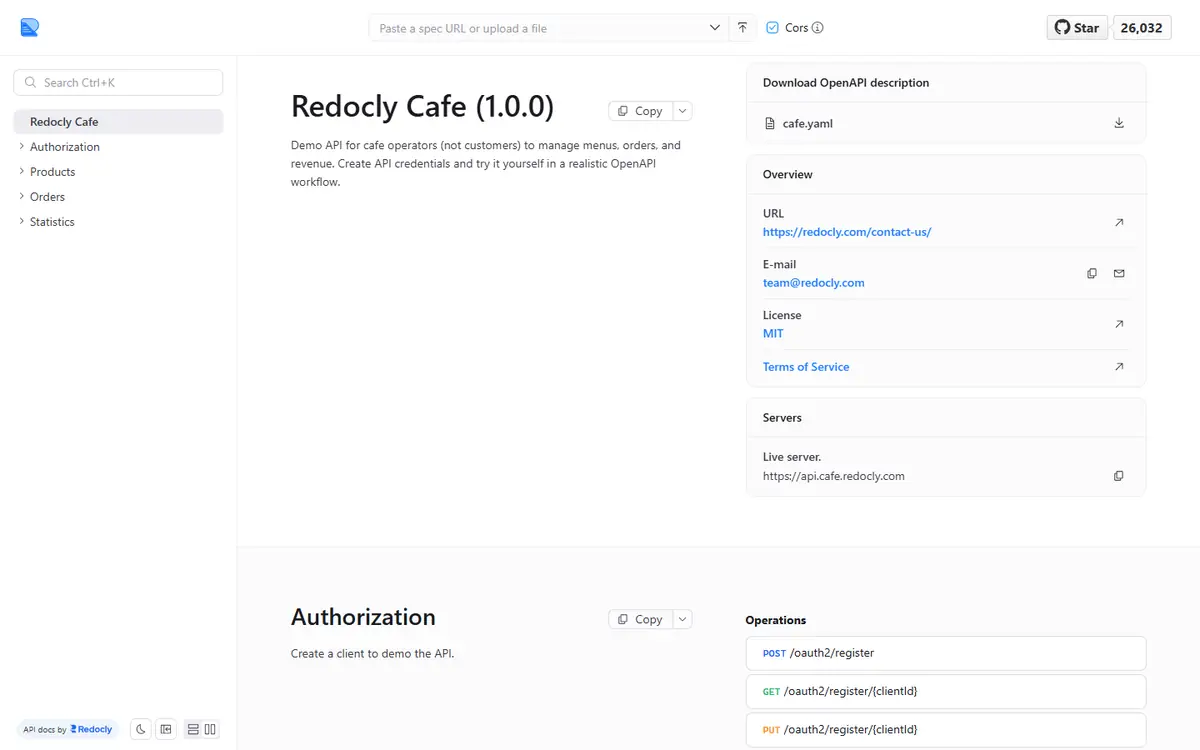 Paste a spec URL or upload a file
Cors
Star
26,032
Search Ctrl+K
Redocly Cafe
Authorization
Products
Orders
Statistics
API docs by Redocly
Redocly Cafe (1.0.0)
Copy
Demo API for cafe operators (not customers) to manage menus, orders, and
revenue. Create API credentials and try it yourself in a realistic OpenAPI
workflow.
Download OpenAPI description
cafe.yaml
Overview
URL
https://redocly.com/contact-us/
E-mail
team@redocly.com
License
MIT
Terms of Service
Servers
Live server.
https://api.cafe.redocly.com
Authorization
Copy
Create a client to demo the API.
Operations
POST /oauth2/register
GET /oauth2/register/{clientId}
PUT /oauth2/register/{clientId}